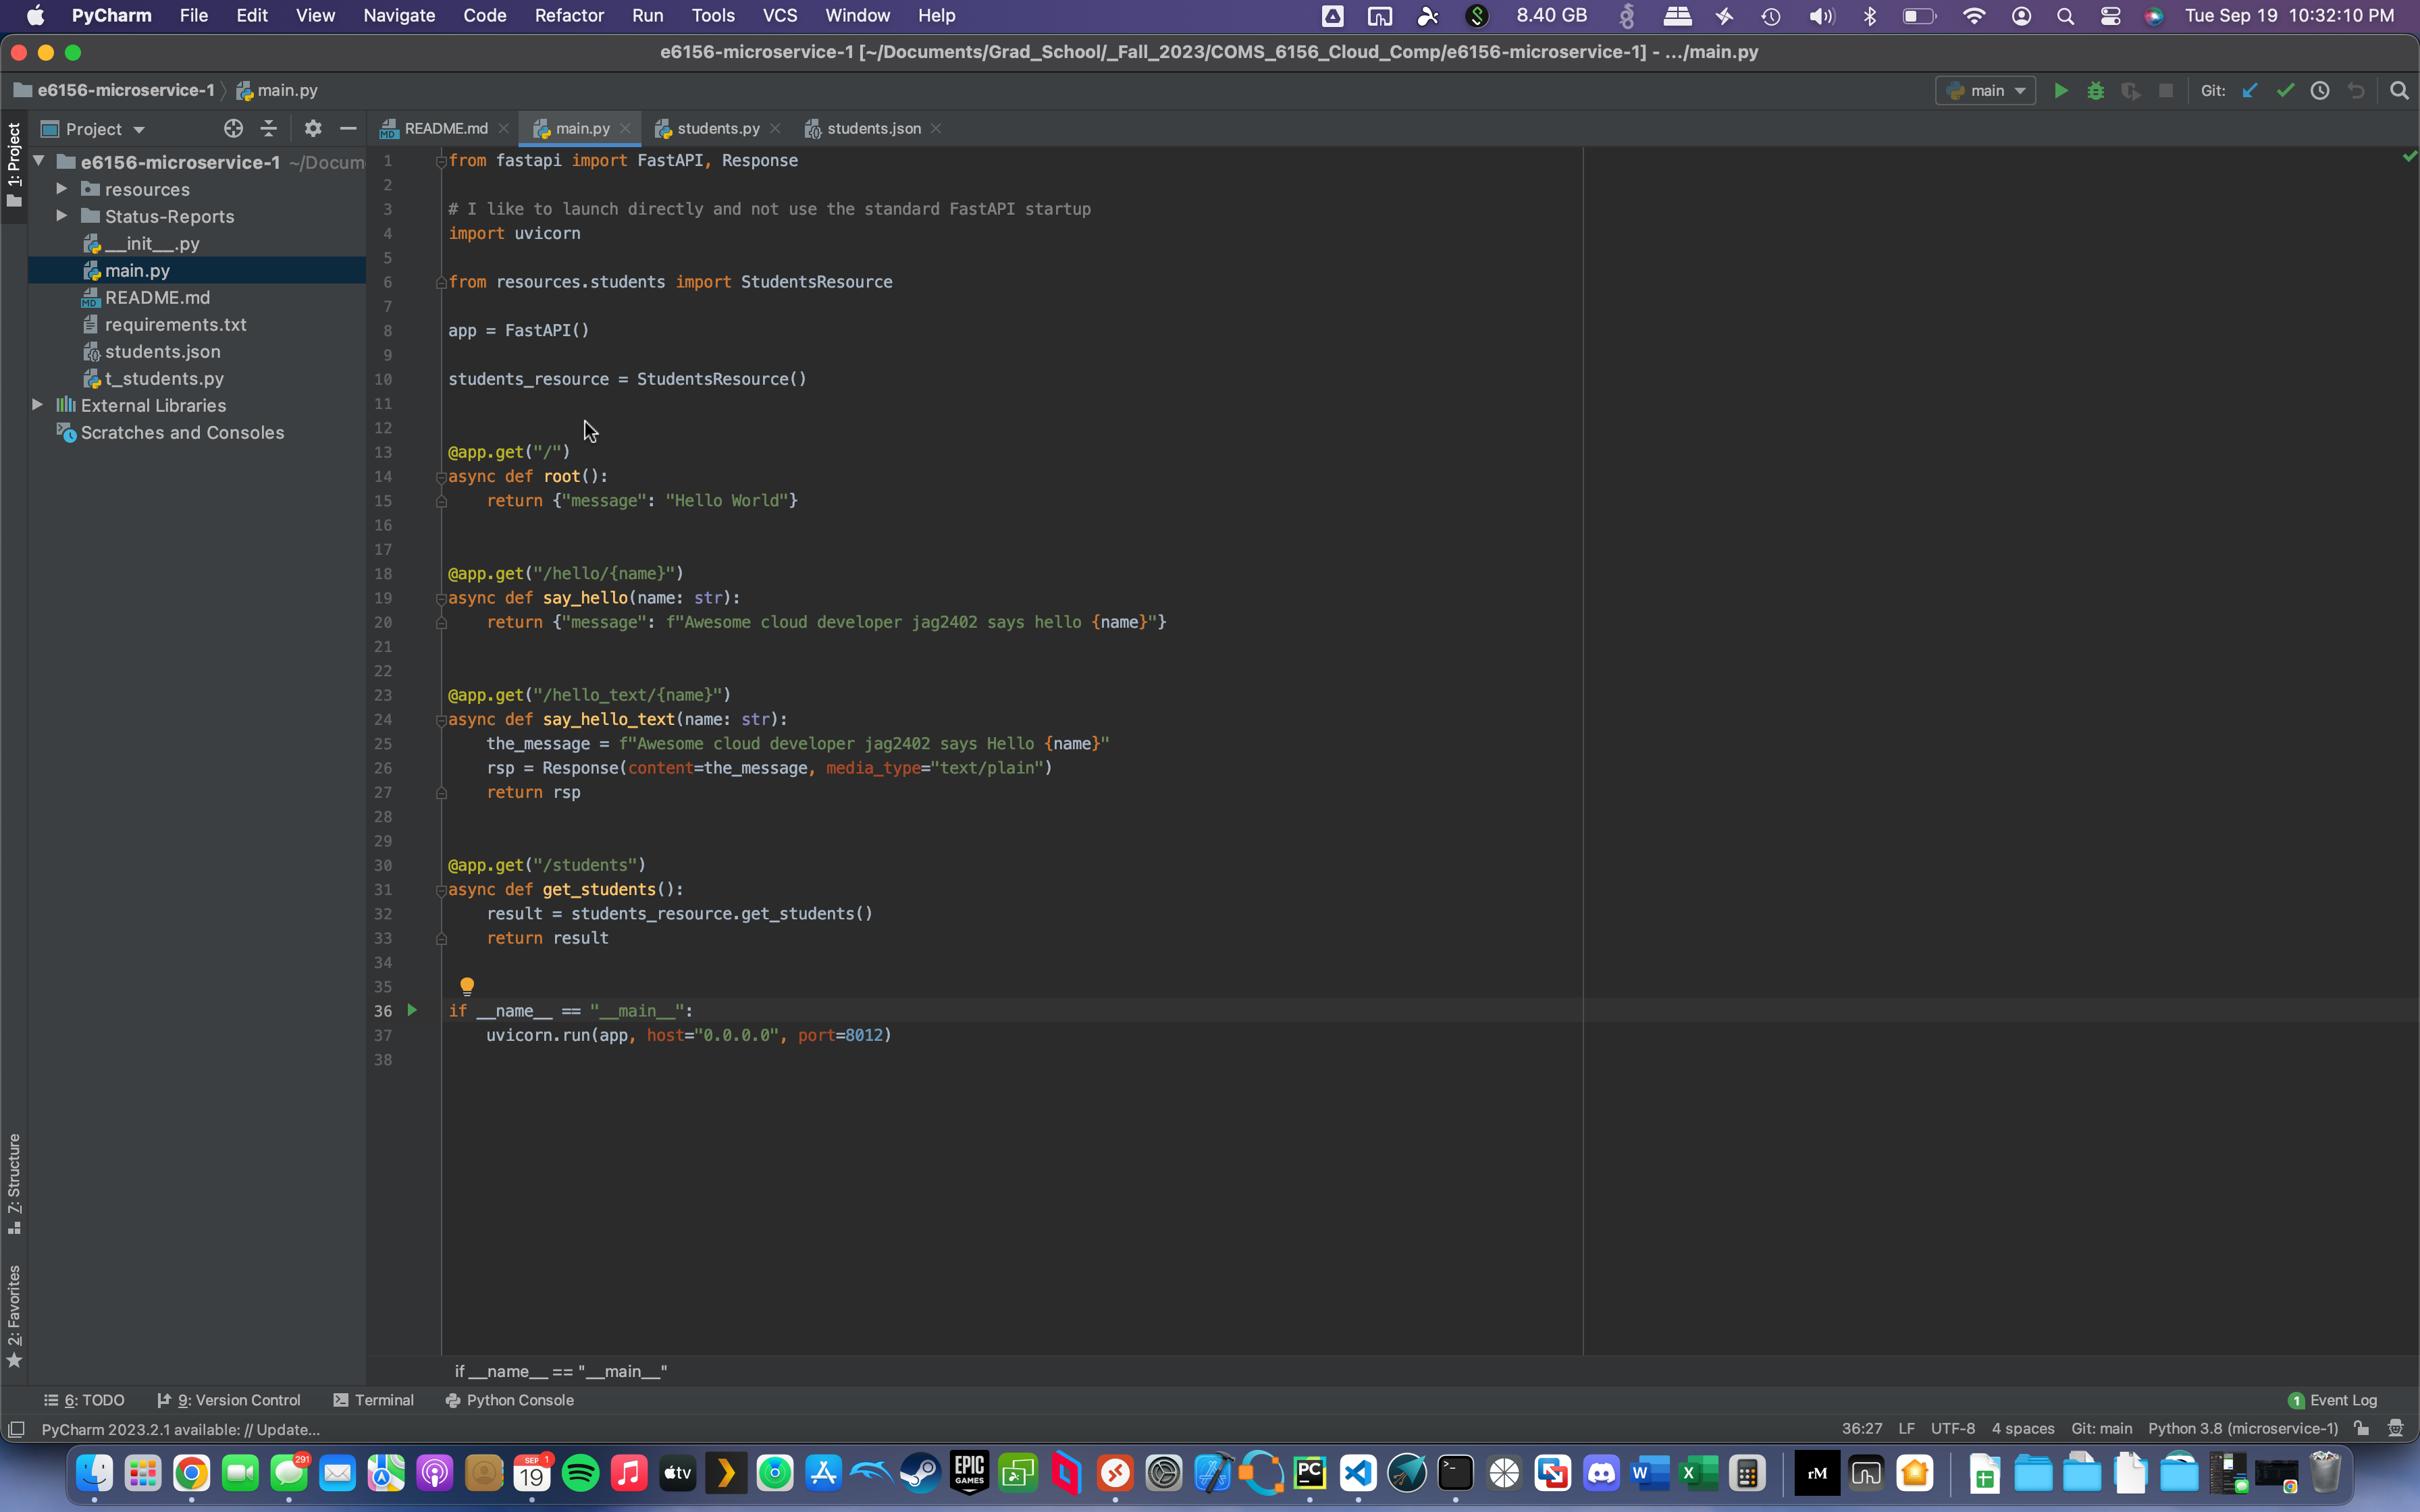 PyCharm File Edit View Navigate Code Refactor Run Tools VCS Window Help 8.40 GB Tue Sep 19 10:32:10 PM
e6156-microservice-1 [~/Documents/Grad_School/_Fall_2023/COMS_6156_Cloud_Comp/e6156-microservice-1] - .../main.py
e6156-microservice-1 main.py main Git:
Project README.md main.py students.py students.json
1: Project
e6156-microservice-1 ~/Docum
resources
Status-Reports
__init__.py
main.py
README.md
requirements.txt
students.json
t_students.py
External Libraries
Scratches and Consoles
7: Structure
2: Favorites
1 from fastapi import FastAPI, Response
2
3 # I like to launch directly and not use the standard FastAPI startup
4 import uvicorn
5
6 from resources.students import StudentsResource
7
8 app = FastAPI()
9
10 students_resource = StudentsResource()
11
12
13 @app.get("/")
14 async def root():
15 return {"message": "Hello World"}
16
17
18 @app.get("/hello/{name}")
19 async def say_hello(name: str):
20 return {"message": f"Awesome cloud developer jag2402 says hello {name}"}
21
22
23 @app.get("/hello_text/{name}")
24 async def say_hello_text(name: str):
25 the_message = f"Awesome cloud developer jag2402 says Hello {name}"
26 rsp = Response(content=the_message, media_type="text/plain")
27 return rsp
28
29
30 @app.get("/students")
31 async def get_students():
32 result = students_resource.get_students()
33 return result
34
35
36 if __name__ == "__main__":
37 uvicorn.run(app, host="0.0.0.0", port=8012)
38
if __name__ == "__main__"
6: TODO 9: Version Control Terminal Python Console 1 Event Log
PyCharm 2023.2.1 available: // Update... 36:27 LF UTF-8 4 spaces Git: main Python 3.8 (microservice-1)
291 SEP 19 1 tv EPIC GAMES PC W X rM